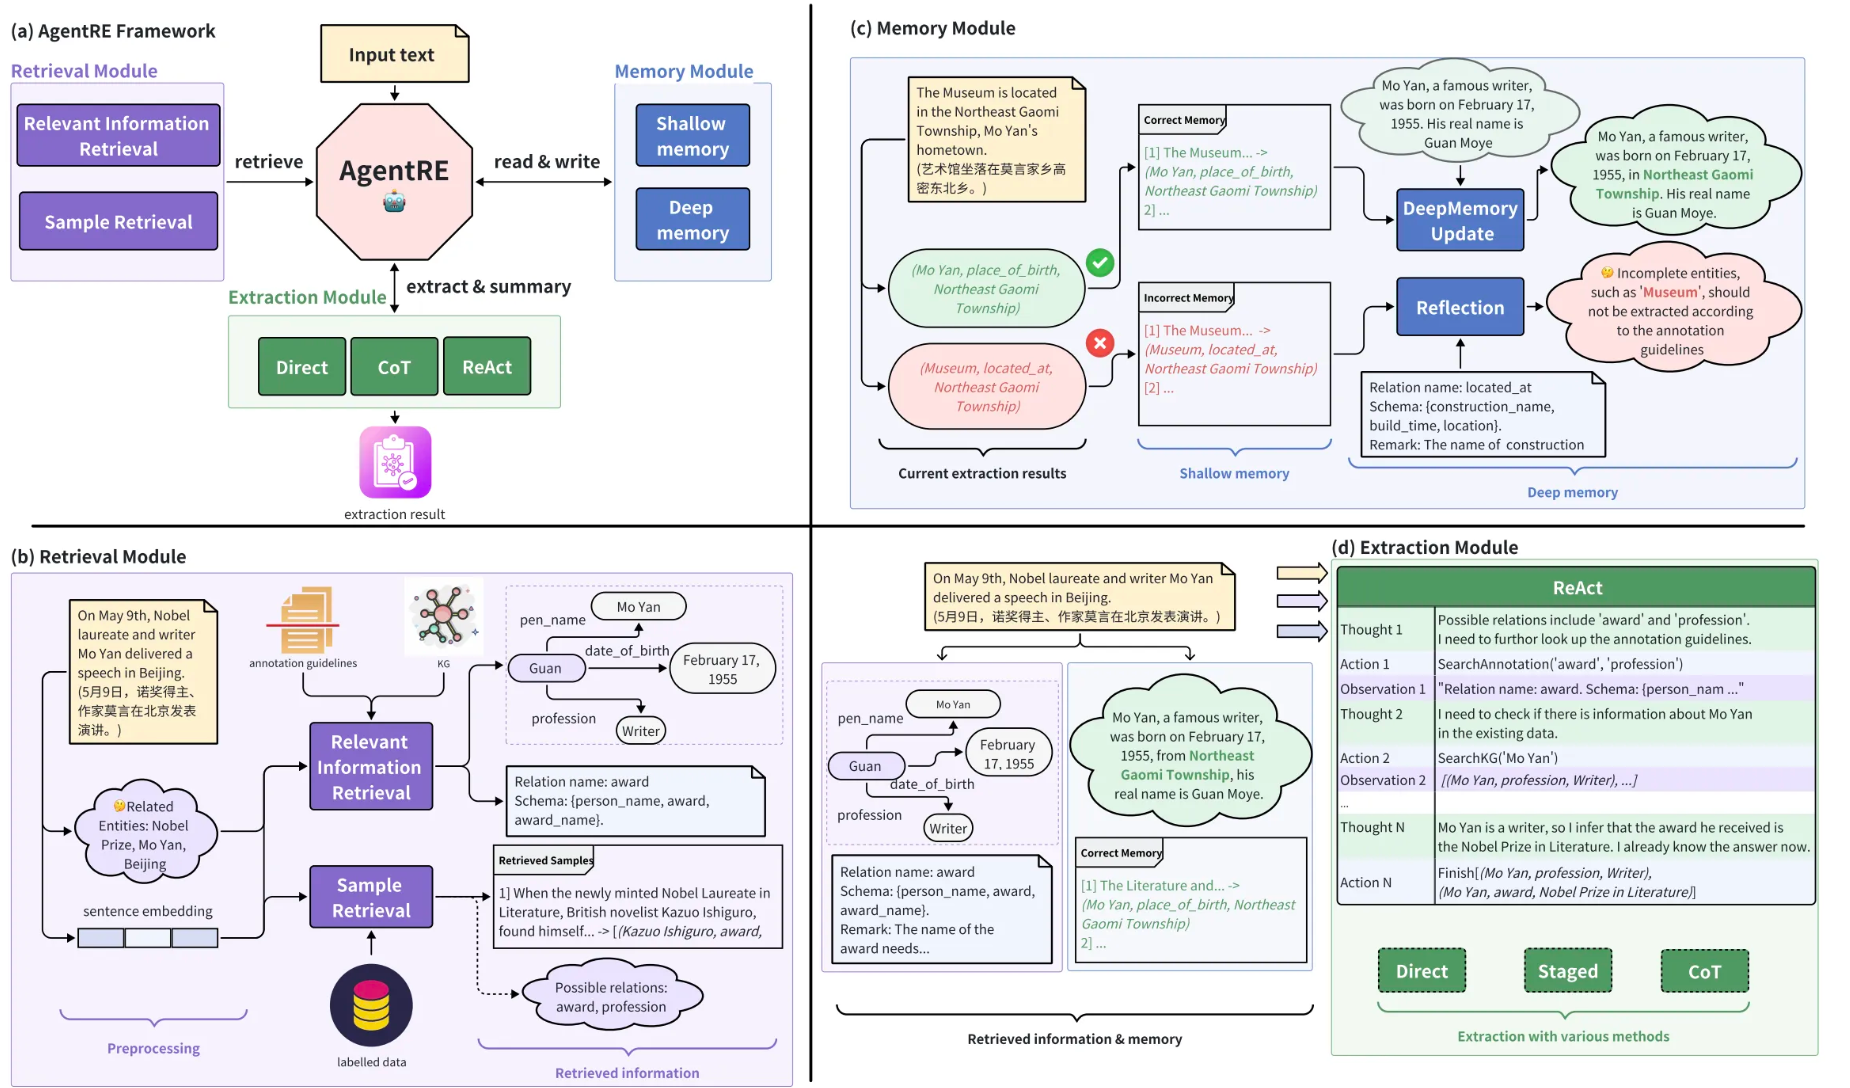 (a) AgentRE Framework
Input text
Retrieval Module
Relevant Information
Retrieval
Sample Retrieval
retrieve
AgentRE
read & write
Memory Module
Shallow
memory
Deep
memory
extract & summary
Extraction Module
Direct
CoT
ReAct
extraction result
(c) Memory Module
The Museum is located
in the Northeast Gaomi
Township, Mo Yan's
hometown.
(艺术馆坐落在莫言家乡高
密东北乡。)
(Mo Yan, place_of_birth,
Northeast Gaomi
Township)
(Museum, located_at,
Northeast Gaomi
Township)
Current extraction results
Correct Memory
[1] The Museum... ->
(Mo Yan, place_of_birth,
Northeast Gaomi Township)
2] ...
Incorrect Memory
[1] The Museum... ->
(Museum, located_at,
Northeast Gaomi Township)
[2] ...
Shallow memory
Mo Yan, a famous writer,
was born on February 17,
1955. His real name is
Guan Moye
DeepMemory
Update
Mo Yan, a famous writer,
was born on February 17,
1955, in Northeast Gaomi
Township. His real name
is Guan Moye.
Reflection
Incomplete entities,
such as 'Museum', should
not be extracted according
to the annotation
guidelines
Relation name: located_at
Schema: {construction_name,
build_time, location}.
Remark: The name of construction
Deep memory
(b) Retrieval Module
On May 9th, Nobel
laureate and writer
Mo Yan delivered a
speech in Beijing.
(5月9日，诺奖得主、
作家莫言在北京发表
演讲。)
Related
Entities: Nobel
Prize, Mo Yan,
Beijing
sentence embedding
Preprocessing
annotation guidelines
KG
Relevant
Information
Retrieval
Sample
Retrieval
labelled data
pen_name
Mo Yan
Guan
date_of_birth
February 17,
1955
profession
Writer
Relation name: award
Schema: {person_name, award,
award_name}.
Retrieved Samples
1] When the newly minted Nobel Laureate in
Literature, British novelist Kazuo Ishiguro,
found himself... -> [(Kazuo Ishiguro, award,
Possible relations:
award, profession
Retrieved information
On May 9th, Nobel laureate and writer Mo Yan
delivered a speech in Beijing.
(5月9日，诺奖得主、作家莫言在北京发表演讲。)
pen_name
Mo Yan
Guan
February
17, 1955
date_of_birth
profession
Writer
Relation name: award
Schema: {person_name, award,
award_name}.
Remark: The name of the
award needs...
Mo Yan, a famous writer,
was born on February 17,
1955, from Northeast
Gaomi Township, his
real name is Guan Moye.
Correct Memory
[1] The Literature and... ->
(Mo Yan, place_of_birth, Northeast
Gaomi Township)
2] ...
Retrieved information & memory
(d) Extraction Module
ReAct
Thought 1
Possible relations include 'award' and 'profession'.
I need to furthor look up the annotation guidelines.
Action 1
SearchAnnotation('award', 'profession')
Observation 1
"Relation name: award. Schema: {person_nam ..."
Thought 2
I need to check if there is information about Mo Yan
in the existing data.
Action 2
SearchKG('Mo Yan')
Observation 2
[(Mo Yan, profession, Writer), ...]
...
Thought N
Mo Yan is a writer, so I infer that the award he received is
the Nobel Prize in Literature. I already know the answer now.
Action N
Finish[(Mo Yan, profession, Writer),
(Mo Yan, award, Nobel Prize in Literature)]
Direct
Staged
CoT
Extraction with various methods